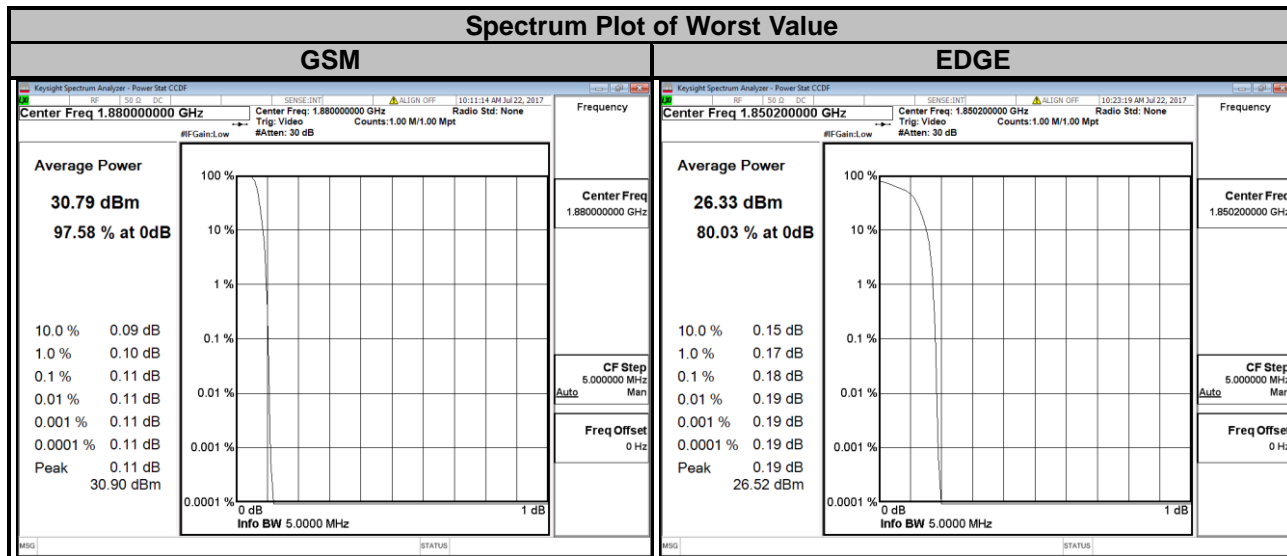 Spectrum Plot of Worst Value
GSM
EDGE
Keysight Spectrum Analyzer - Power Stat CCDF
RF 50 Ω DC SENSE:INT ALIGN OFF 10:11:14 AM Jul 22, 2017
Center Freq 1.880000000 GHz
Center Freq: 1.880000000 GHz Radio Std: None
Trig: Video Counts:1.00 M/1.00 Mpt
#IFGain:Low #Atten: 30 dB
Frequency
Average Power
30.79 dBm
97.58 % at 0dB
10.0 % 0.09 dB
1.0 % 0.10 dB
0.1 % 0.11 dB
0.01 % 0.11 dB
0.001 % 0.11 dB
0.0001 % 0.11 dB
Peak 0.11 dB
30.90 dBm
100 %
10 %
1 %
0.1 %
0.01 %
0.001 %
0.0001 %
0 dB 1 dB
Info BW 5.0000 MHz
Center Freq
1.880000000 GHz
CF Step
5.000000 MHz
Auto Man
Freq Offset
0 Hz
MSG STATUS
Keysight Spectrum Analyzer - Power Stat CCDF
RF 50 Ω DC SENSE:INT ALIGN OFF 10:23:19 AM Jul 22, 2017
Center Freq 1.850200000 GHz
Center Freq: 1.850200000 GHz Radio Std: None
Trig: Video Counts:1.00 M/1.00 Mpt
#IFGain:Low #Atten: 30 dB
Frequency
Average Power
26.33 dBm
80.03 % at 0dB
10.0 % 0.15 dB
1.0 % 0.17 dB
0.1 % 0.18 dB
0.01 % 0.19 dB
0.001 % 0.19 dB
0.0001 % 0.19 dB
Peak 0.19 dB
26.52 dBm
100 %
10 %
1 %
0.1 %
0.01 %
0.001 %
0.0001 %
0 dB 1 dB
Info BW 5.0000 MHz
Center Freq
1.850200000 GHz
CF Step
5.000000 MHz
Auto Man
Freq Offset
0 Hz
MSG STATUS